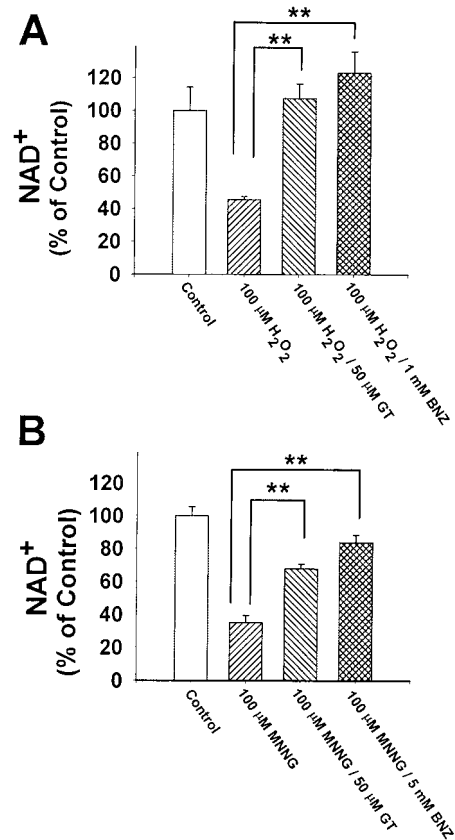 A
**
**
NAD+
(% of Control)
120
100
80
60
40
20
0
Control
100 μM H2O2
100 μM H2O2 / 50 μM GT
100 μM H2O2 / 1 mM BNZ
B
**
**
NAD+
(% of Control)
120
100
80
60
40
20
0
Control
100 μM MNNG
100 μM MNNG / 50 μM GT
100 μM MNNG / 5 mM BNZ